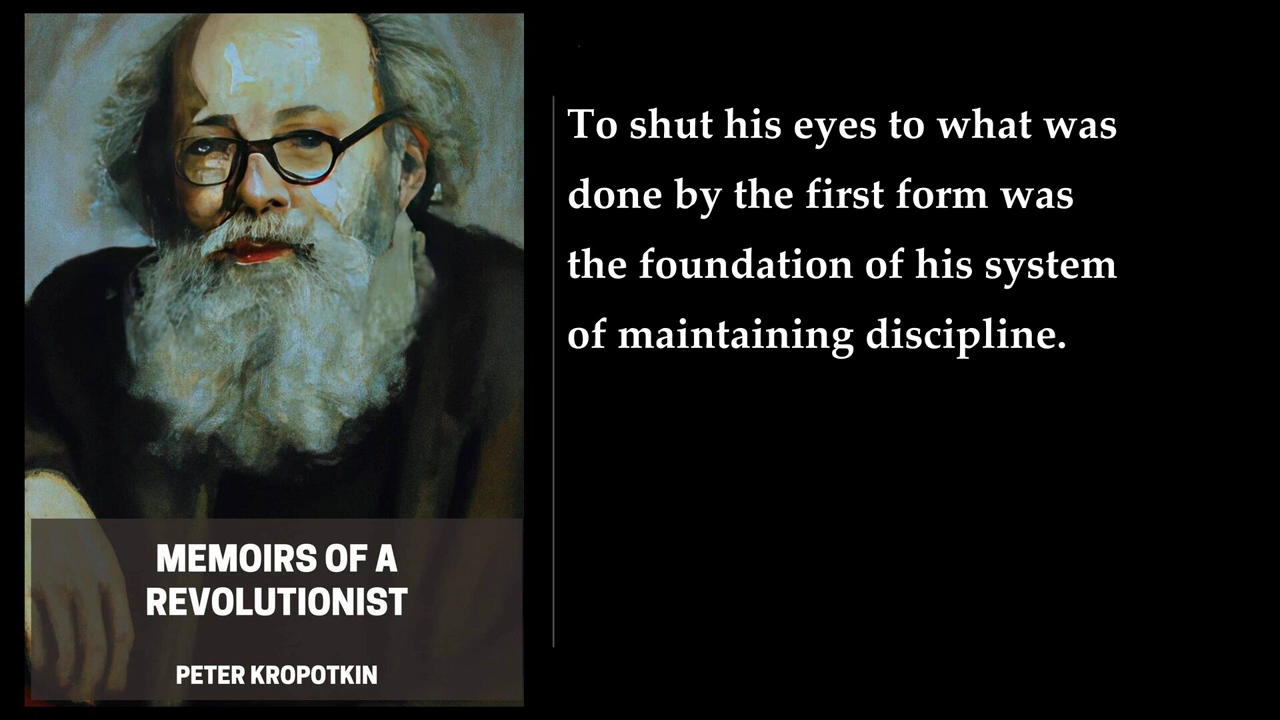 To shut his eyes to what was
done by the first form was
the foundation of his system
of maintaining discipline.
MEMOIRS OF A
REVOLUTIONIST
PETER KROPOTKIN